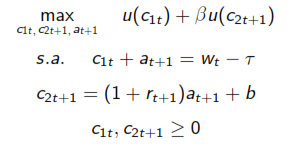 max u(c₁ₜ) + βu(c₂ₜ₊₁)
c₁ₜ, c₂ₜ₊₁, aₜ₊₁
s.a. c₁ₜ + aₜ₊₁ = wₜ − τ
c₂ₜ₊₁ = (1 + rₜ₊₁)aₜ₊₁ + b
c₁ₜ, c₂ₜ₊₁ ≥ 0